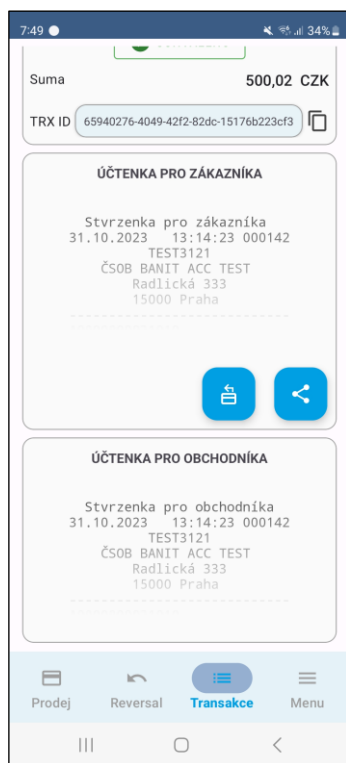 7:49 34%
Suma 500,02 CZK
TRX ID 65940276-4049-42f2-82dc-15176b223cf3
ÚČTENKA PRO ZÁKAZNÍKA
Stvrzenka pro zákazníka
31.10.2023 13:14:23 000142
TEST3121
ČSOB BANIT ACC TEST
Radlická 333
15000 Praha
--------------------------------
ÚČTENKA PRO OBCHODNÍKA
Stvrzenka pro obchodníka
31.10.2023 13:14:23 000142
TEST3121
ČSOB BANIT ACC TEST
Radlická 333
15000 Praha
--------------------------------
Prodej Reversal Transakce Menu